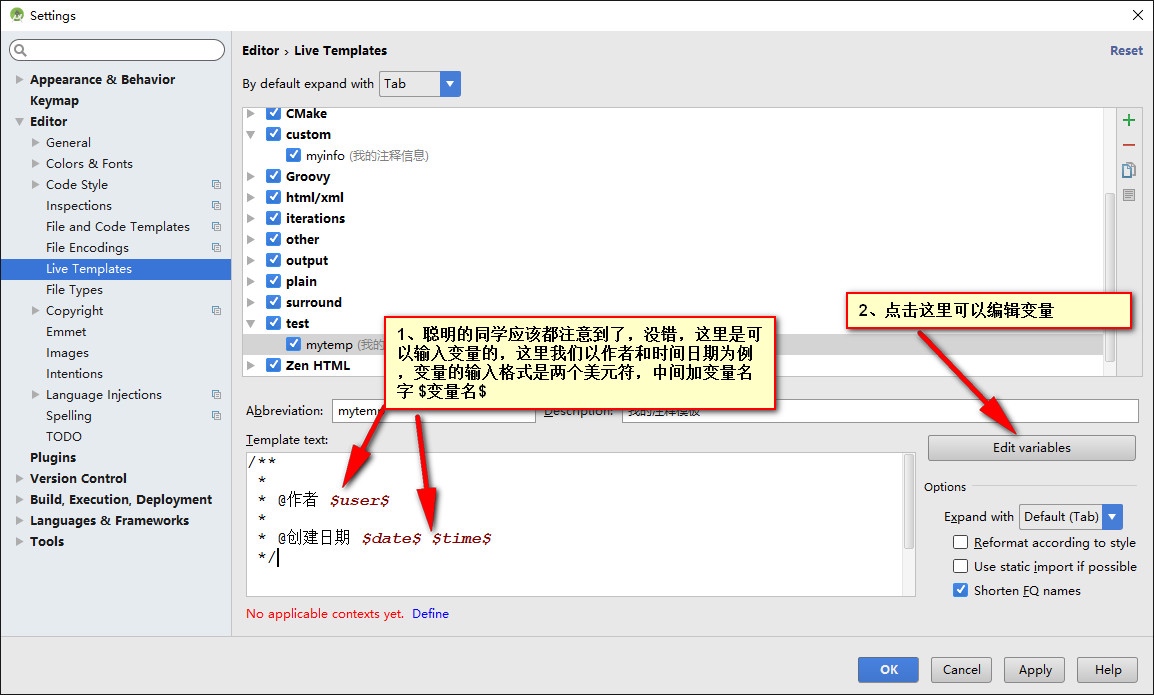 Settings
Editor › Live Templates
Reset
By default expand with
Tab
Appearance & Behavior
Keymap
Editor
General
Colors & Fonts
Code Style
Inspections
File and Code Templates
File Encodings
Live Templates
File Types
Copyright
Emmet
Images
Intentions
Language Injections
Spelling
TODO
Plugins
Version Control
Build, Execution, Deployment
Languages & Frameworks
Tools
CMake
custom
myinfo (我的注释信息)
Groovy
html/xml
iterations
other
output
plain
surround
test
mytemp (我的
Zen HTML
1、聪明的同学应该都注意到了，没错，这里是可
以输入变量的，这里我们以作者和时间日期为例
，变量的输入格式是两个美元符，中间加变量名
字 $变量名$
2、点击这里可以编辑变量
Abbreviation: mytemp
Description: 我的注释模板
Template text:
/**
*
* @作者 $user$
*
* @创建日期 $date$ $time$
*/
Edit variables
Options
Expand with Default (Tab)
Reformat according to style
Use static import if possible
Shorten FQ names
No applicable contexts yet. Define
OK Cancel Apply Help